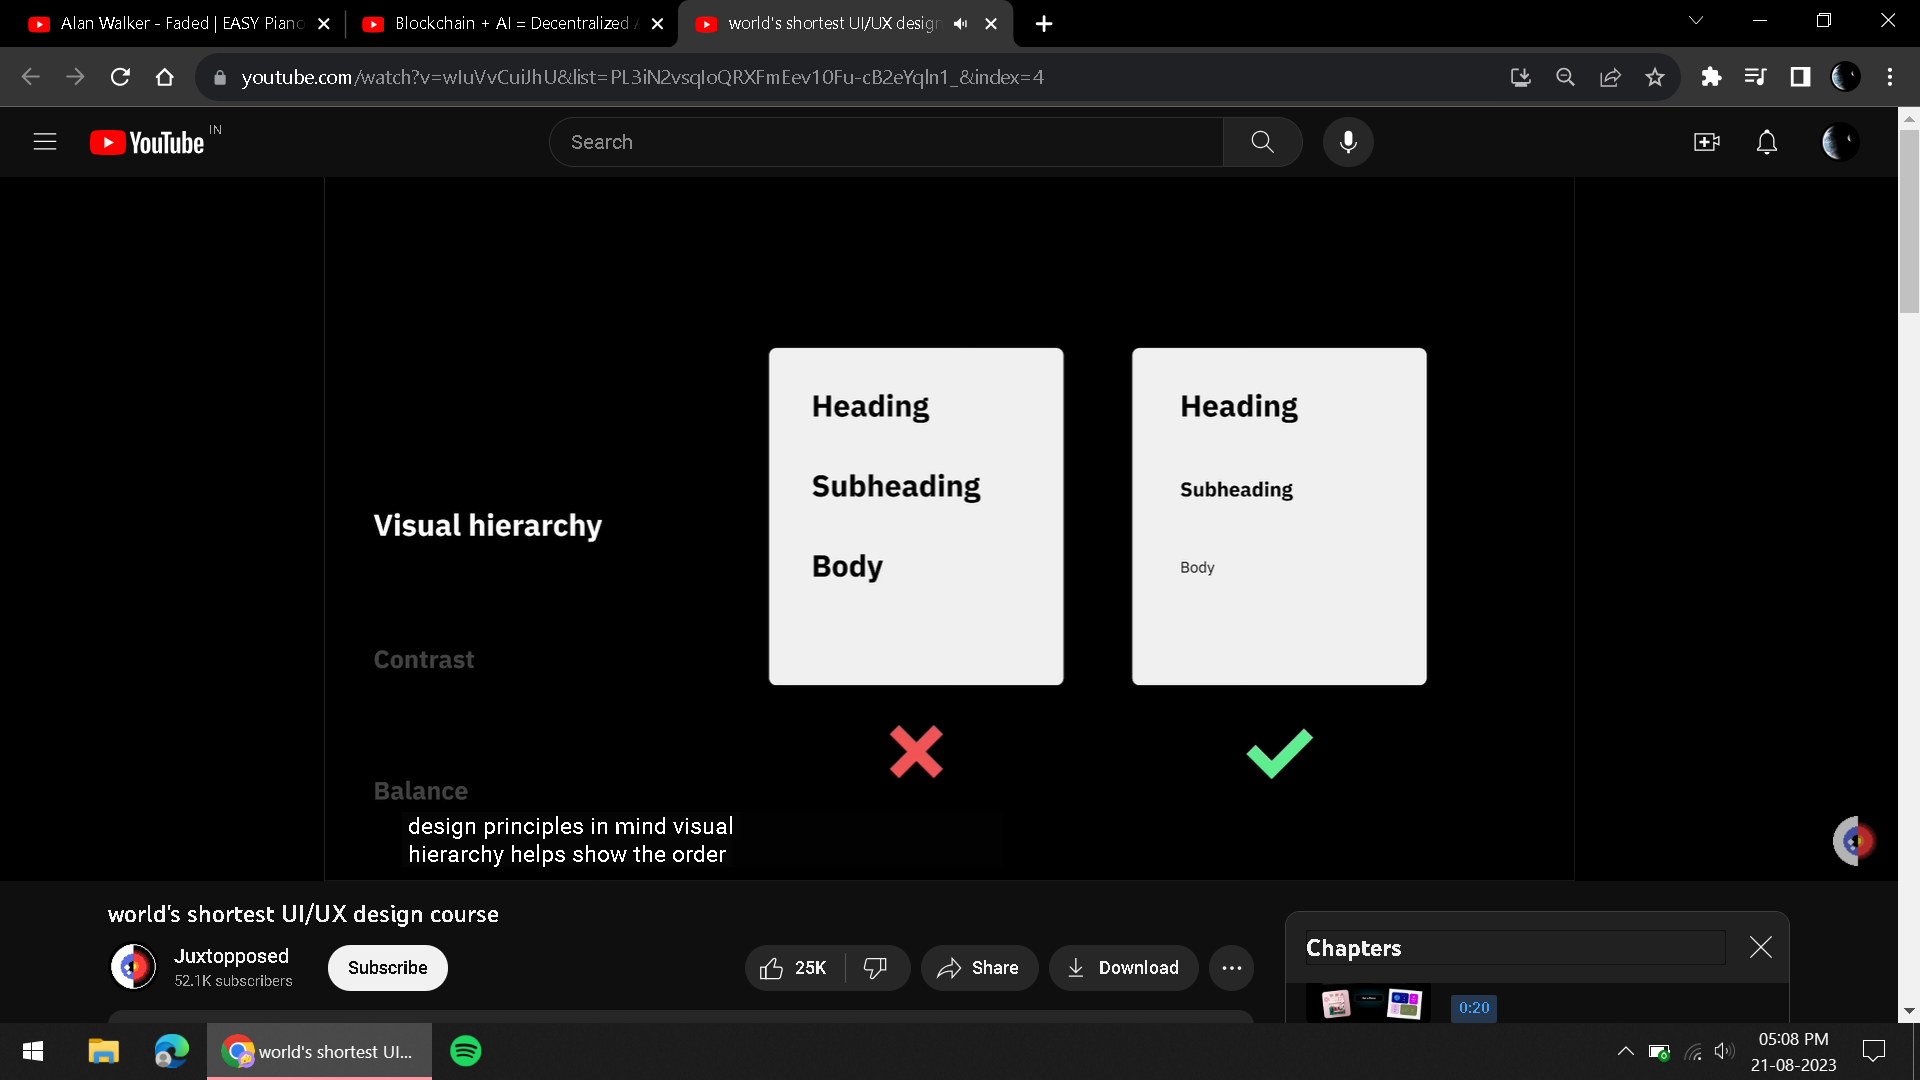 Alan Walker - Faded | EASY Piano
Blockchain + AI = Decentralized
world's shortest UI/UX design
youtube.com/watch?v=wIuVvCuiJhU&list=PL3iN2vsqIoQRXFmEev10Fu-cB2eYqln1_&index=4
YouTube IN
Search
Heading
Heading
Subheading
Subheading
Visual hierarchy
Body
Body
Contrast
Balance
design principles in mind visual
hierarchy helps show the order
world's shortest UI/UX design course
Juxtopposed
52.1K subscribers
Subscribe
25K
Share
Download
Chapters
0:20
world's shortest UI...
05:08 PM
21-08-2023